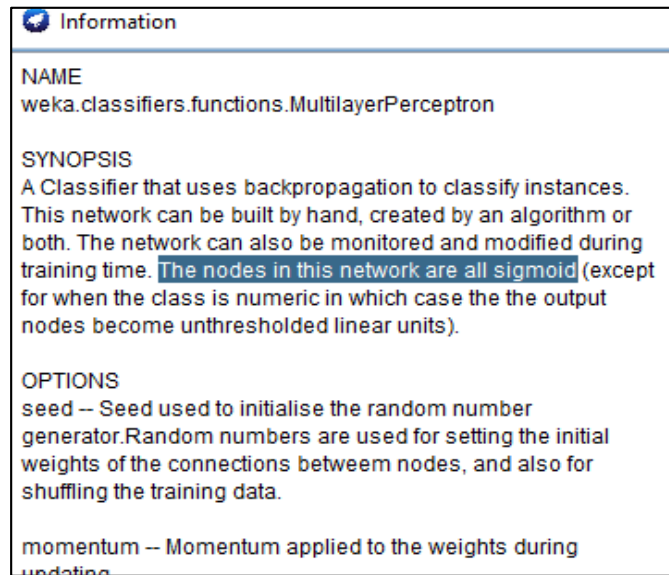 Information
NAME
weka.classifiers.functions.MultilayerPerceptron
SYNOPSIS
A Classifier that uses backpropagation to classify instances.
This network can be built by hand, created by an algorithm or
both. The network can also be monitored and modified during
training time. The nodes in this network are all sigmoid (except
for when the class is numeric in which case the the output
nodes become unthresholded linear units).
OPTIONS
seed -- Seed used to initialise the random number
generator.Random numbers are used for setting the initial
weights of the connections betweem nodes, and also for
shuffling the training data.
momentum -- Momentum applied to the weights during
updating